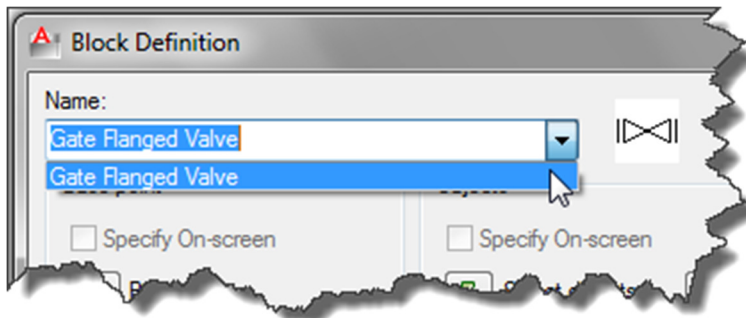 Block Definition
Name:
Gate Flanged Valve
Gate Flanged Valve
Specify On-screen
Specify On-screen